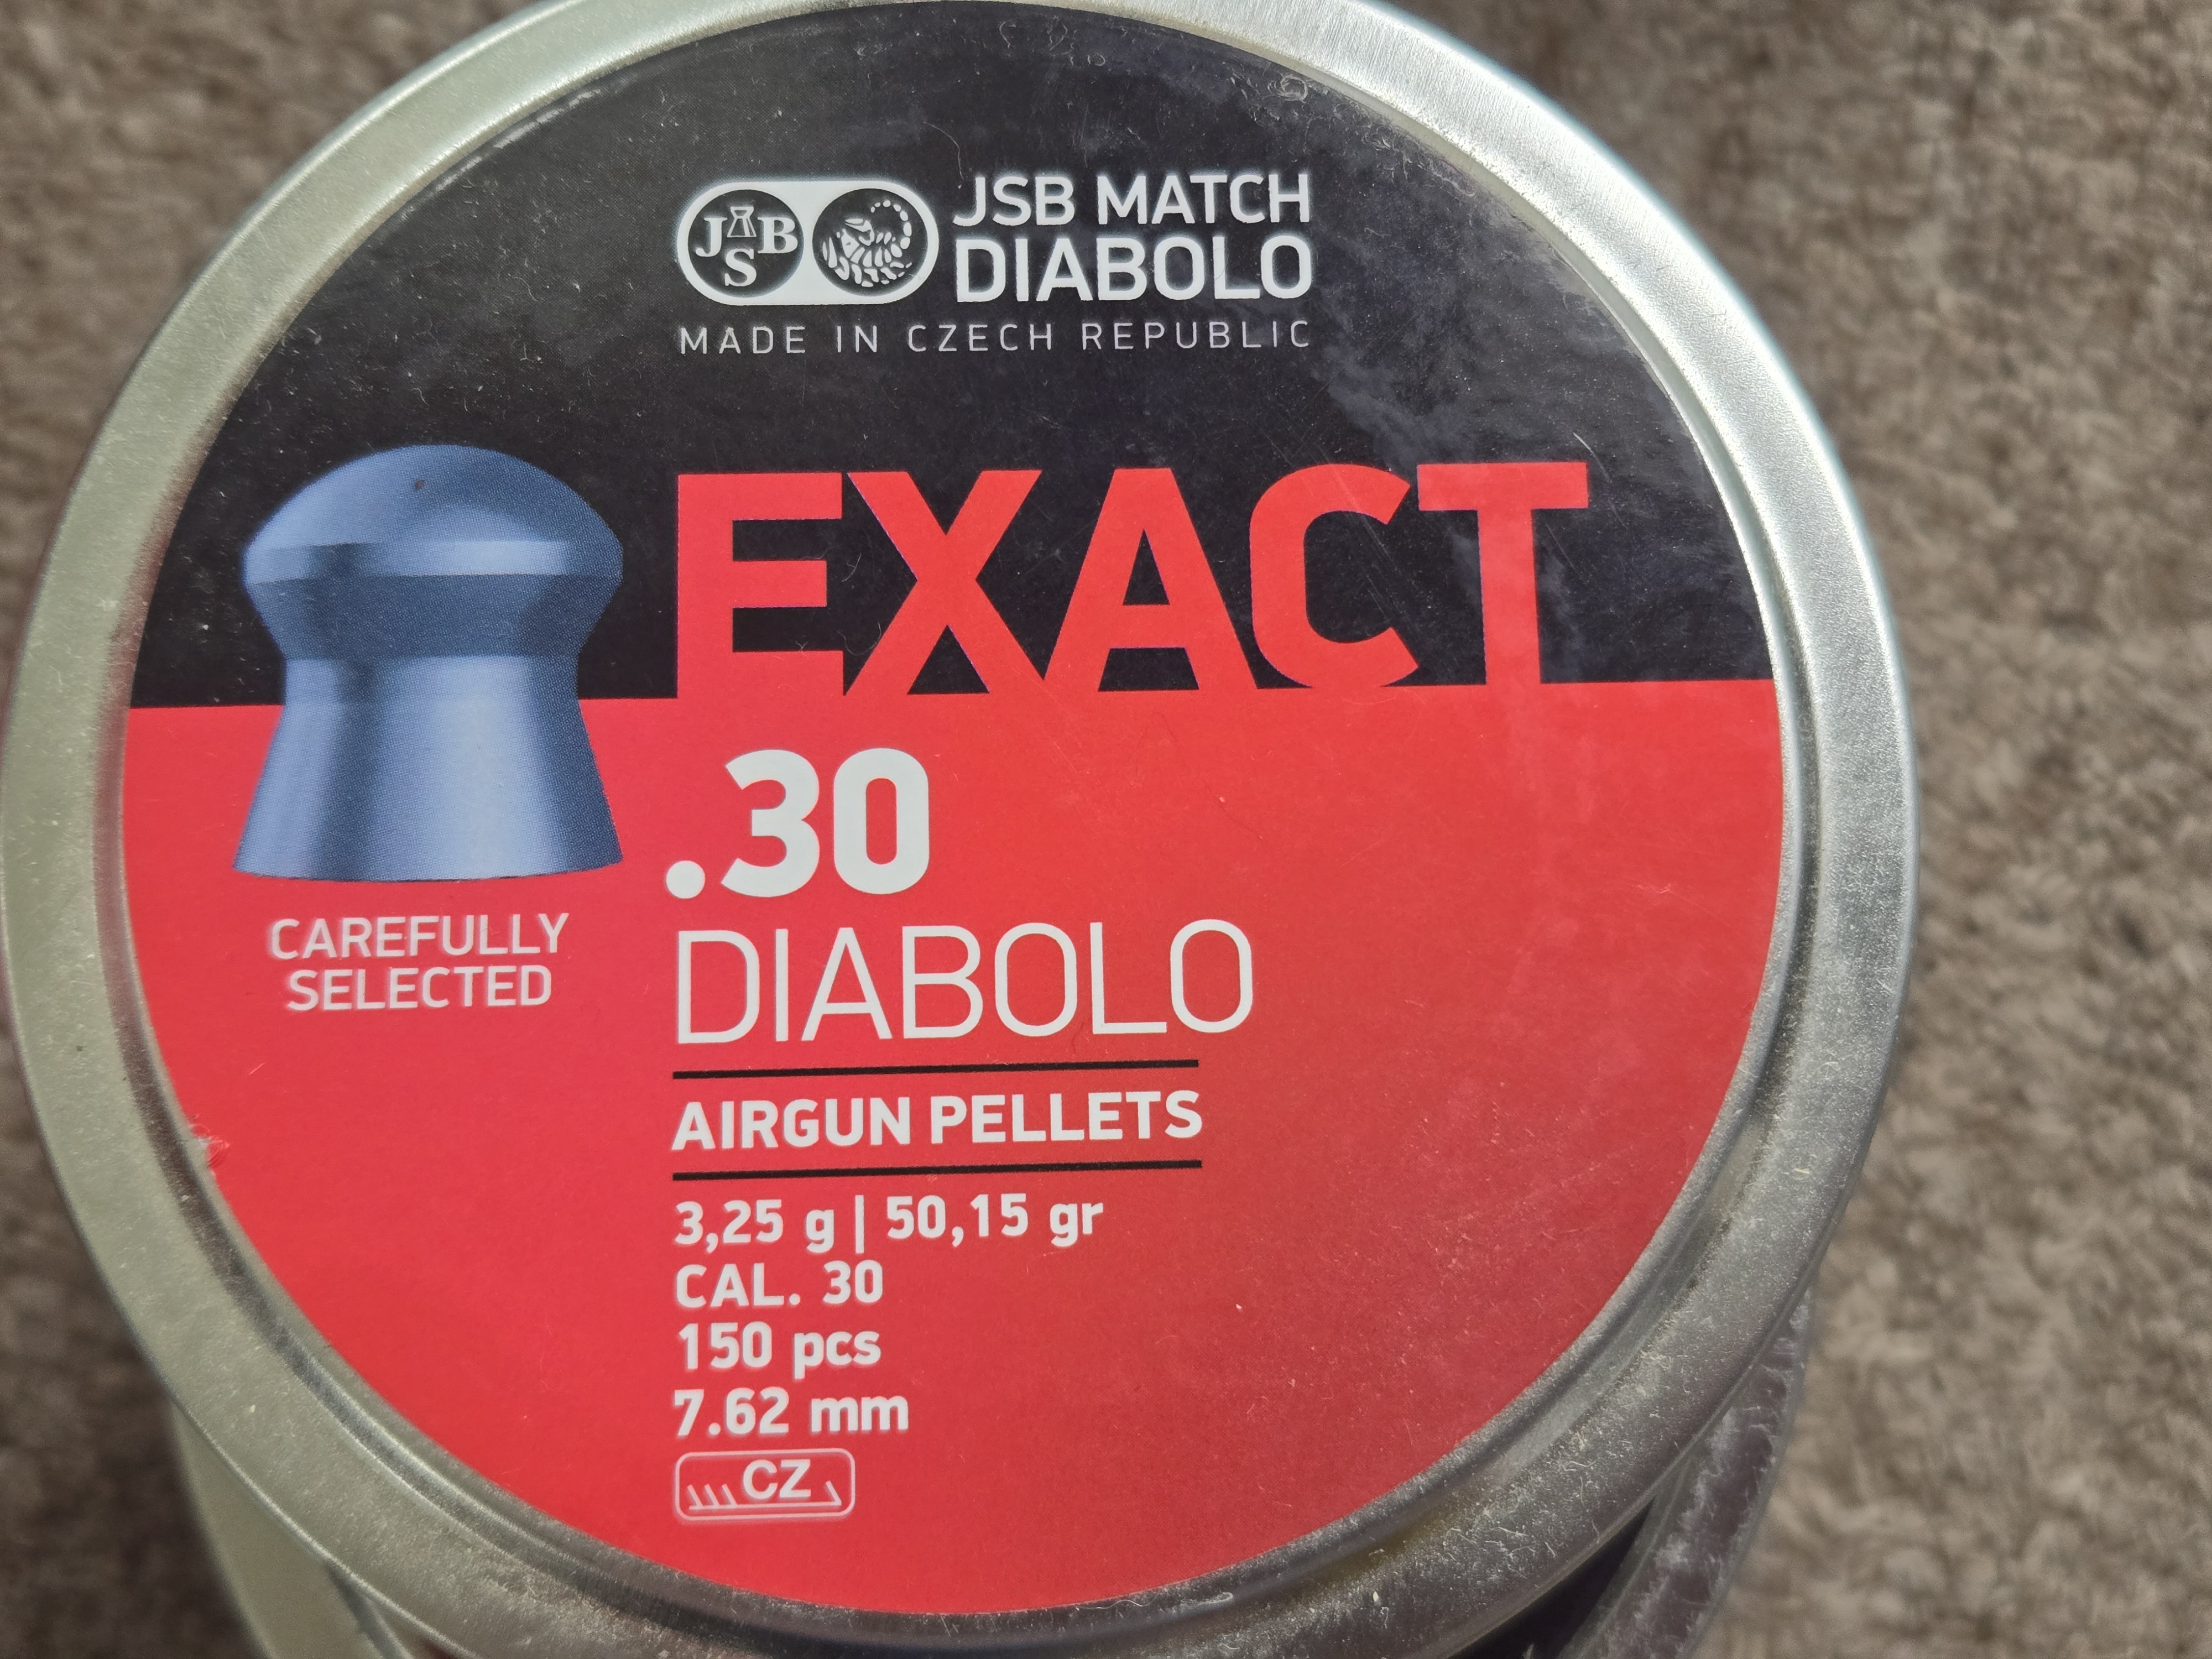 JSB
JSB MATCH
DIABOLO
MADE IN CZECH REPUBLIC
EXACT
.30
DIABOLO
CAREFULLY
SELECTED
AIRGUN PELLETS
3,25 g | 50,15 gr
CAL. 30
150 pcs
7.62 mm
CZ